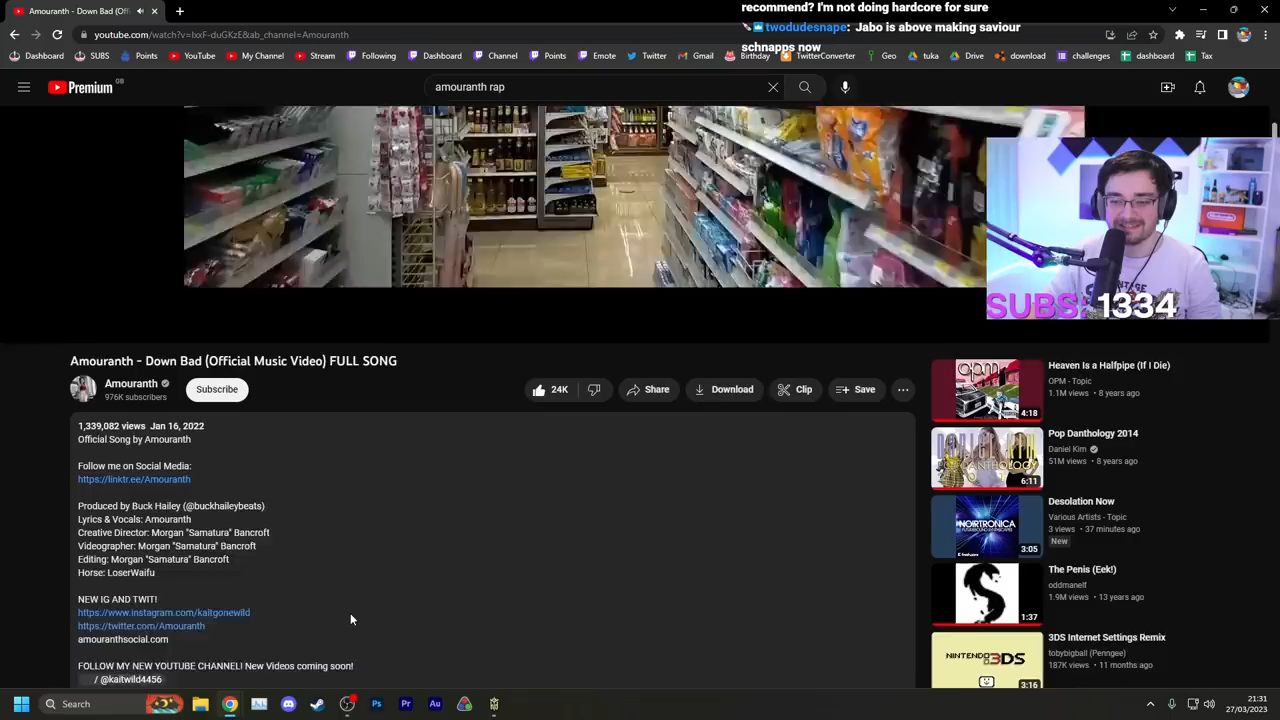 Amouranth - Down Bad (Offi
recommend? I'm not doing hardcore for sure
twodudesnape: Jabo is above making saviour
schnapps now
youtube.com/watch?v=IxxF-duGKzE&ab_channel=Amouranth
Dashboard
SUBS
Points
YouTube
My Channel
Stream
Following
Dashboard
Channel
Points
Emote
Twitter
Gmail
Birthday
TwitterConverter
Geo
tuka
Drive
download
challenges
dashboard
Tax
Premium GB
amouranth rap
Nintendo
SUBS: 1334
Amouranth - Down Bad (Official Music Video) FULL SONG
Amouranth
976K subscribers
Subscribe
24K
Share
Download
Clip
Save
1,339,082 views Jan 16, 2022
Official Song by Amouranth
Follow me on Social Media:
https://linktr.ee/Amouranth
Produced by Buck Hailey (@buckhaileybeats)
Lyrics & Vocals: Amouranth
Creative Director: Morgan "Samatura" Bancroft
Videographer: Morgan "Samatura" Bancroft
Editing: Morgan "Samatura" Bancroft
Horse: LoserWaifu
NEW IG AND TWIT!
https://www.instagram.com/kaitgonewild
https://twitter.com/Amouranth
amouranthsocial.com
FOLLOW MY NEW YOUTUBE CHANNEL! New Videos coming soon!
/ @kaitwild4456
opm
4:18
Heaven Is a Halfpipe (If I Die)
OPM - Topic
1.1M views • 8 years ago
6:11
Pop Danthology 2014
Daniel Kim
51M views • 8 years ago
NOIRTRONICA
3:05
Desolation Now
Various Artists - Topic
3 views • 37 minutes ago
New
1:37
The Penis (Eek!)
oddmanelf
1.9M views • 13 years ago
NINTENDO 3DS
3:16
3DS Internet Settings Remix
tobybigball (Penngee)
187K views • 11 months ago
Search
Ps
Pr
Au
21:31
27/03/2023